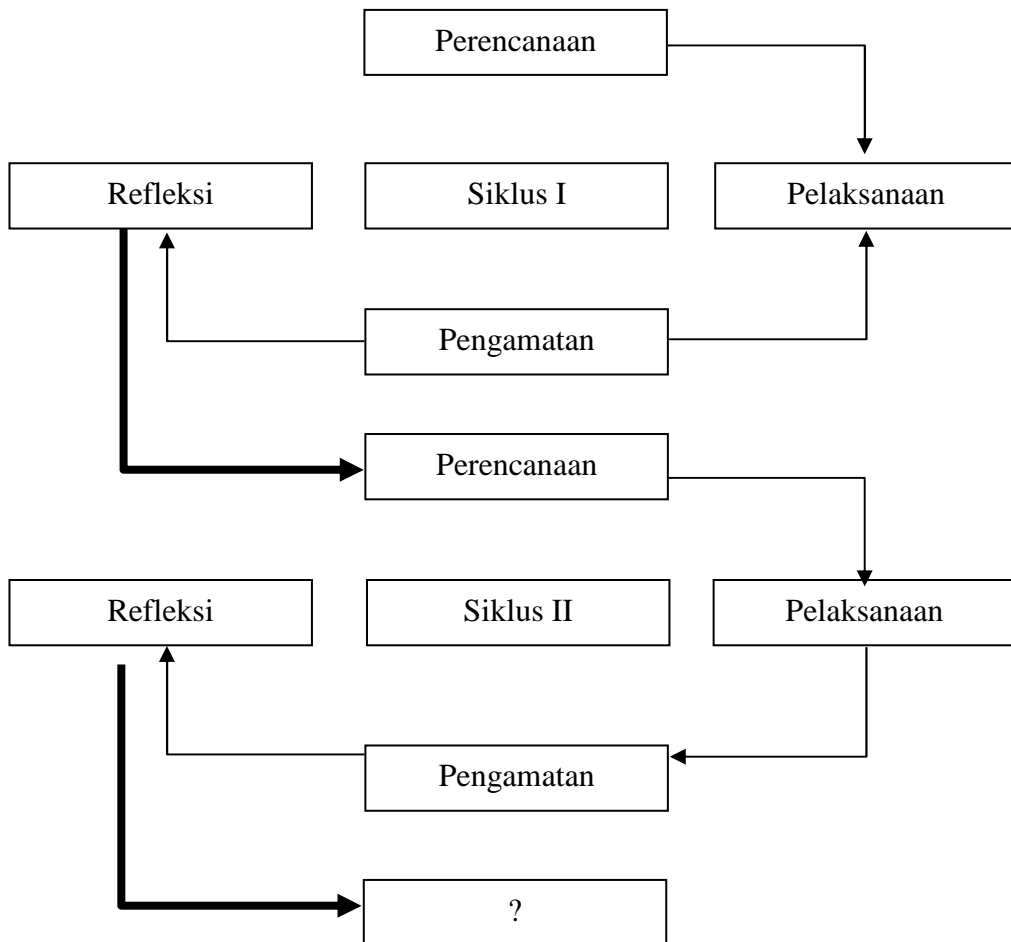 Perencanaan
Refleksi
Siklus I
Pelaksanaan
Pengamatan
Perencanaan
Refleksi
Siklus II
Pelaksanaan
Pengamatan
?